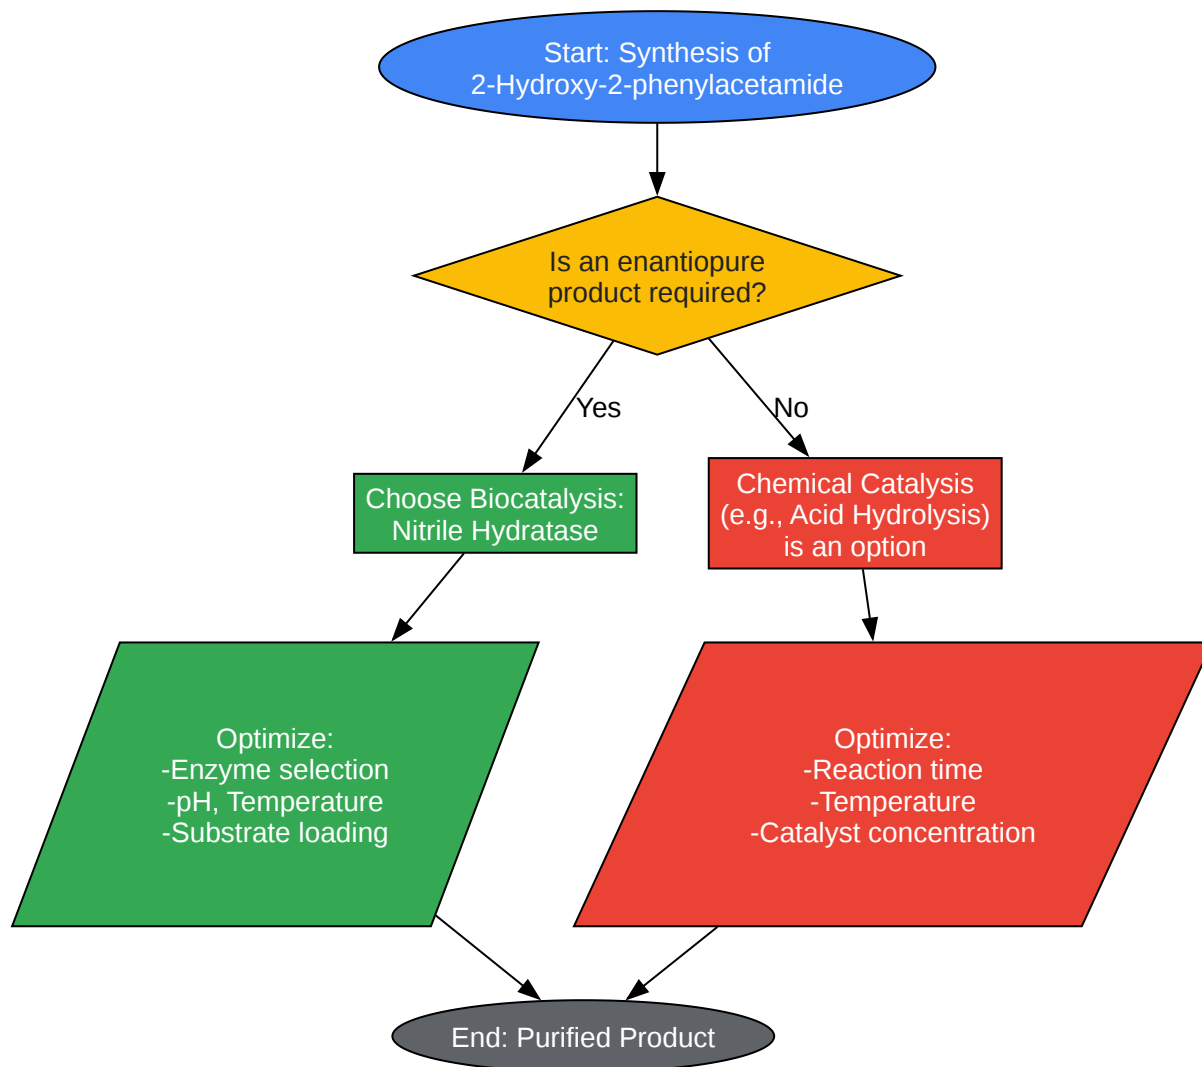 Start: Synthesis of
2-Hydroxy-2-phenylacetamide
Is an enantiopure
product required?
Yes
No
Choose Biocatalysis:
Nitrile Hydratase
Chemical Catalysis
(e.g., Acid Hydrolysis)
is an option
Optimize:
-Enzyme selection
-pH, Temperature
-Substrate loading
Optimize:
-Reaction time
-Temperature
-Catalyst concentration
End: Purified Product